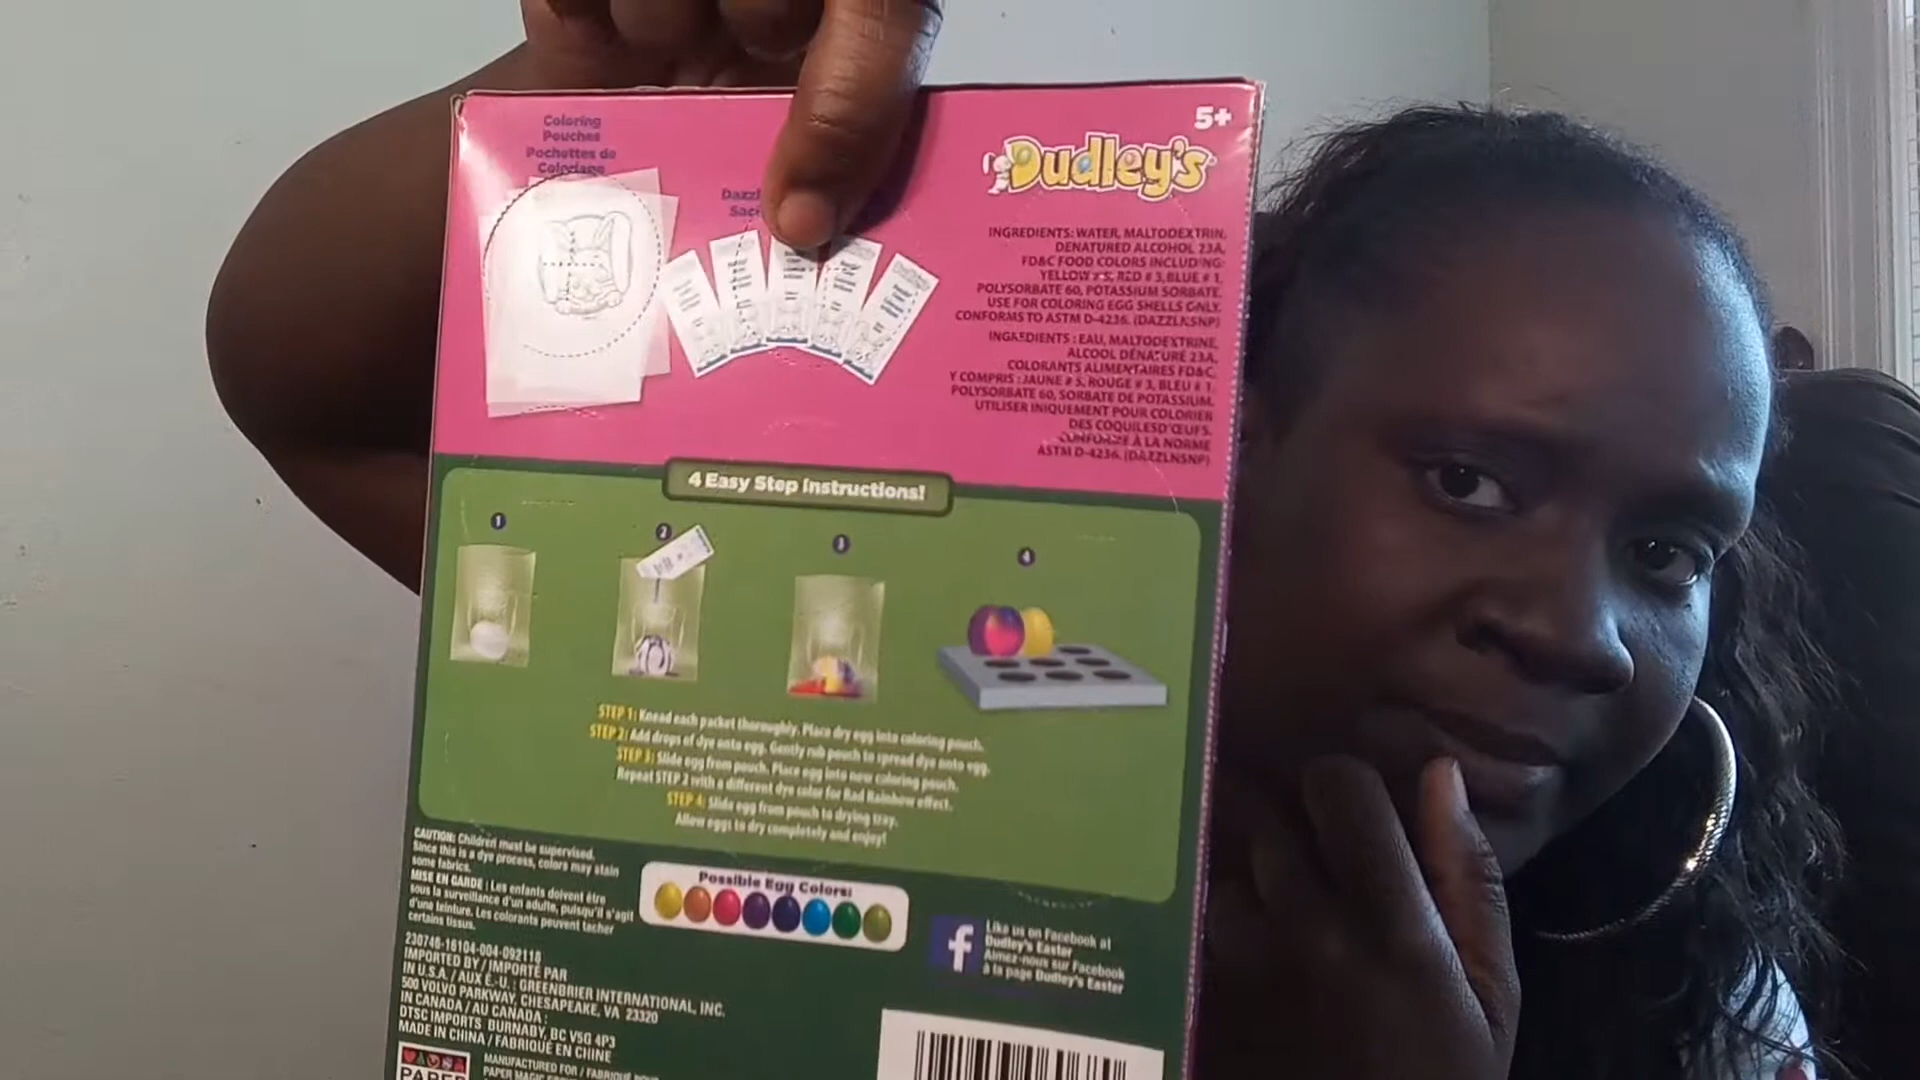 Coloring
Pouches
Pochettes de
Coloriage
5+
Dudley's
INGREDIENTS: WATER, MALTODEXTRIN,
DENATURED ALCOHOL 23A,
FD&C FOOD COLORS INCLUDING:
YELLOW # 5, RED # 3, BLUE # 1,
POLYSORBATE 60, POTASSIUM SORBATE.
USE FOR COLORING EGG SHELLS ONLY.
CONFORMS TO ASTM D-4236. (DAZZLNSNP)
INGREDIENTS : EAU, MALTODEXTRINE,
ALCOOL DÉNATURÉ 23A,
COLORANTS ALIMENTAIRES FD&C,
Y COMPRIS : JAUNE # 5, ROUGE # 3, BLEU # 1,
POLYSORBATE 60, SORBATE DE POTASSIUM.
UTILISER INIQUEMENT POUR COLORIER
DES COQUILESD'ŒUFS.
CONFORME À LA NORME
ASTM D-4236. (DAZZLNSNP)
4 Easy Step Instructions!
1
2
3
4
STEP 1: Knead each packet thoroughly. Place dry egg into coloring pouch.
STEP 2: Add drops of dye onto egg. Gently rub pouch to spread dye onto egg.
STEP 3: Slide egg from pouch. Place egg into new coloring pouch.
Repeat STEP 2 with a different dye color for Rad Rainbow effect.
STEP 4: Slide egg from pouch to drying tray.
Allow eggs to dry completely and enjoy!
CAUTION: Children must be supervised.
Since this is a dye process, colors may stain
some fabrics.
MISE EN GARDE : Les enfants doivent être
sous la surveillance d'un adulte, puisqu'il s'agit
d'une teinture. Les colorants peuvent tacher
certains tissus.
Possible Egg Colors:
f
Like us on Facebook at
Dudley's Easter
Aimez-nous sur Facebook
à la page Dudley's Easter
230746-16104-004-092118
IMPORTED BY / IMPORTÉ PAR
IN U.S.A. / AUX É.-U. : GREENBRIER INTERNATIONAL, INC.
500 VOLVO PARKWAY, CHESAPEAKE, VA 23320
IN CANADA / AU CANADA :
DTSC IMPORTS BURNABY, BC V5G 4P3
MADE IN CHINA / FABRIQUÉ EN CHINE
MANUFACTURED FOR / FABRIQUÉ POUR
PAPER MAGIC
PAPER